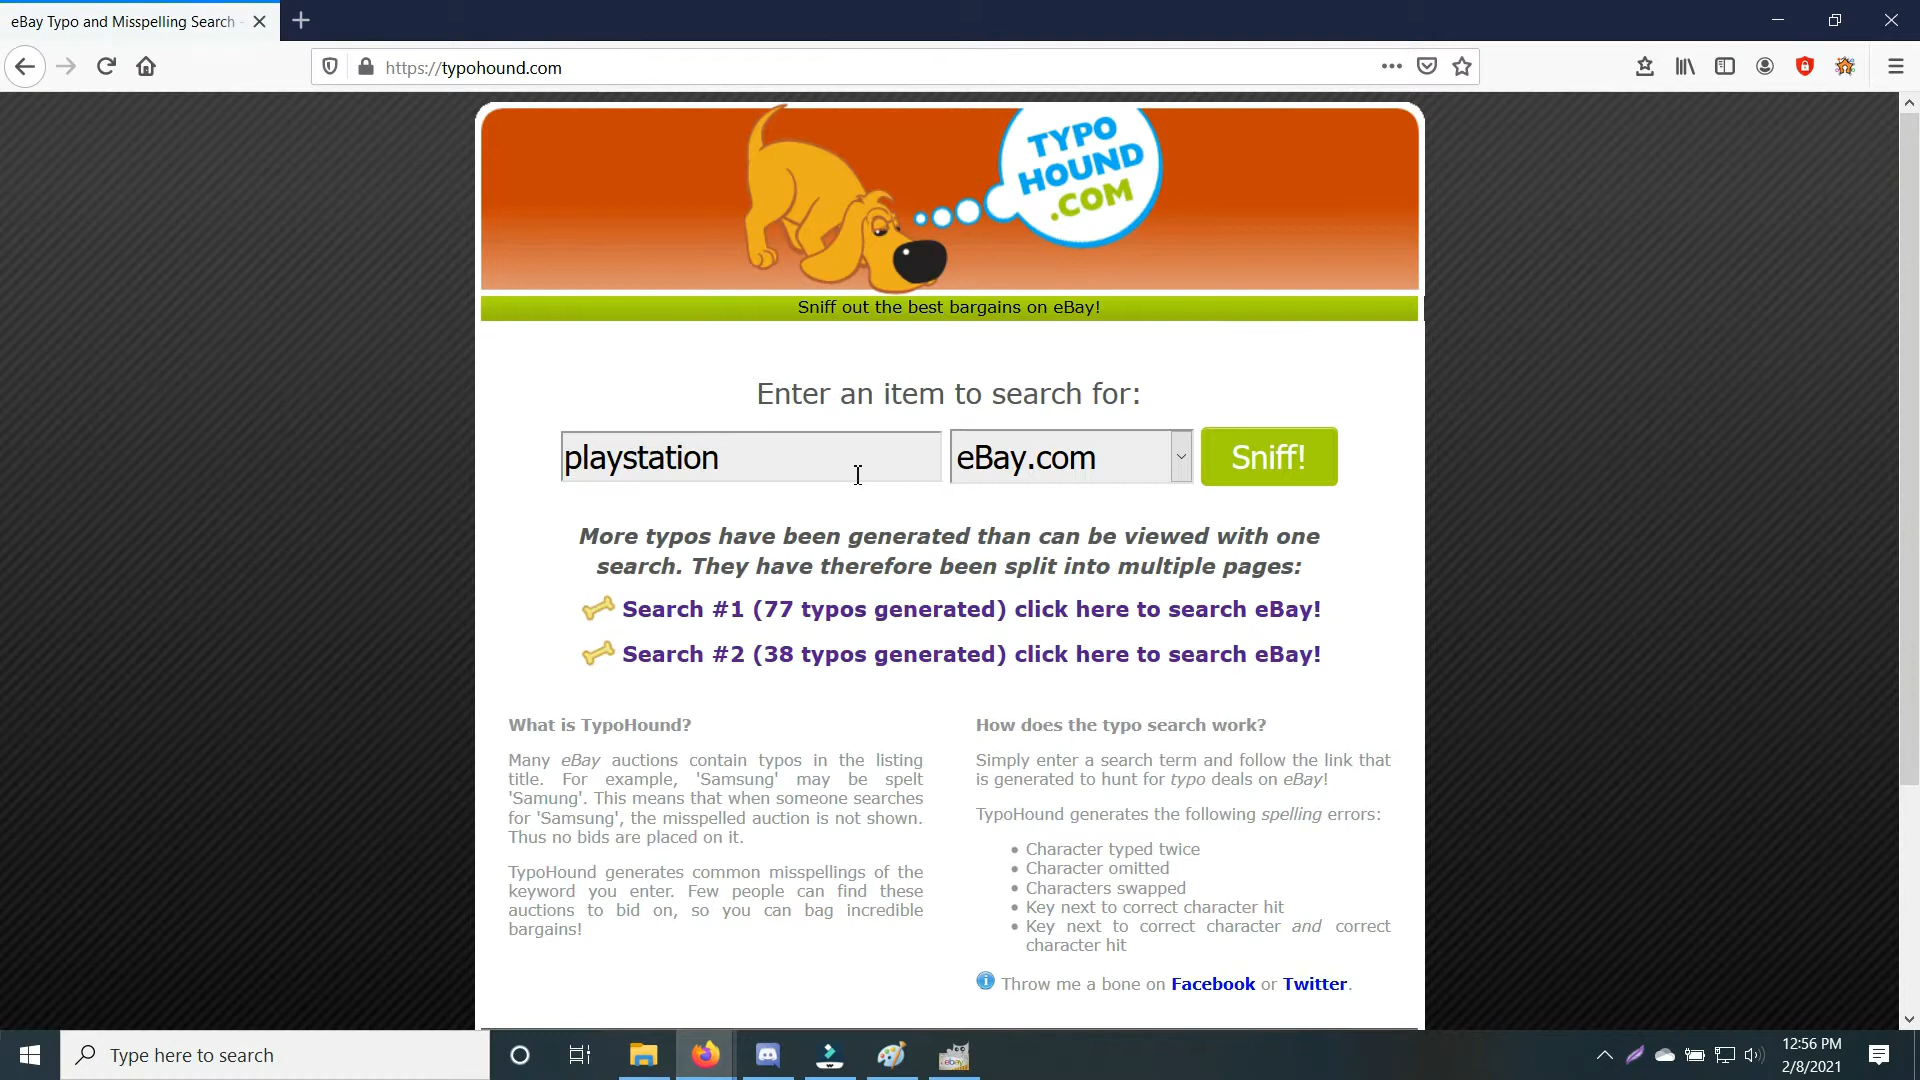 eBay Typo and Misspelling Search -
https://typohound.com
TYPO
HOUND
.COM
Sniff out the best bargains on eBay!
Enter an item to search for:
playstation
eBay.com
Sniff!
More typos have been generated than can be viewed with one
search. They have therefore been split into multiple pages:
Search #1 (77 typos generated) click here to search eBay!
Search #2 (38 typos generated) click here to search eBay!
What is TypoHound?
Many eBay auctions contain typos in the listing
title. For example, 'Samsung' may be spelt
'Samung'. This means that when someone searches
for 'Samsung', the misspelled auction is not shown.
Thus no bids are placed on it.
TypoHound generates common misspellings of the
keyword you enter. Few people can find these
auctions to bid on, so you can bag incredible
bargains!
How does the typo search work?
Simply enter a search term and follow the link that
is generated to hunt for typo deals on eBay!
TypoHound generates the following spelling errors:
• Character typed twice
• Character omitted
• Characters swapped
• Key next to correct character hit
• Key next to correct character and correct
character hit
Throw me a bone on Facebook or Twitter.
Type here to search
12:56 PM
2/8/2021